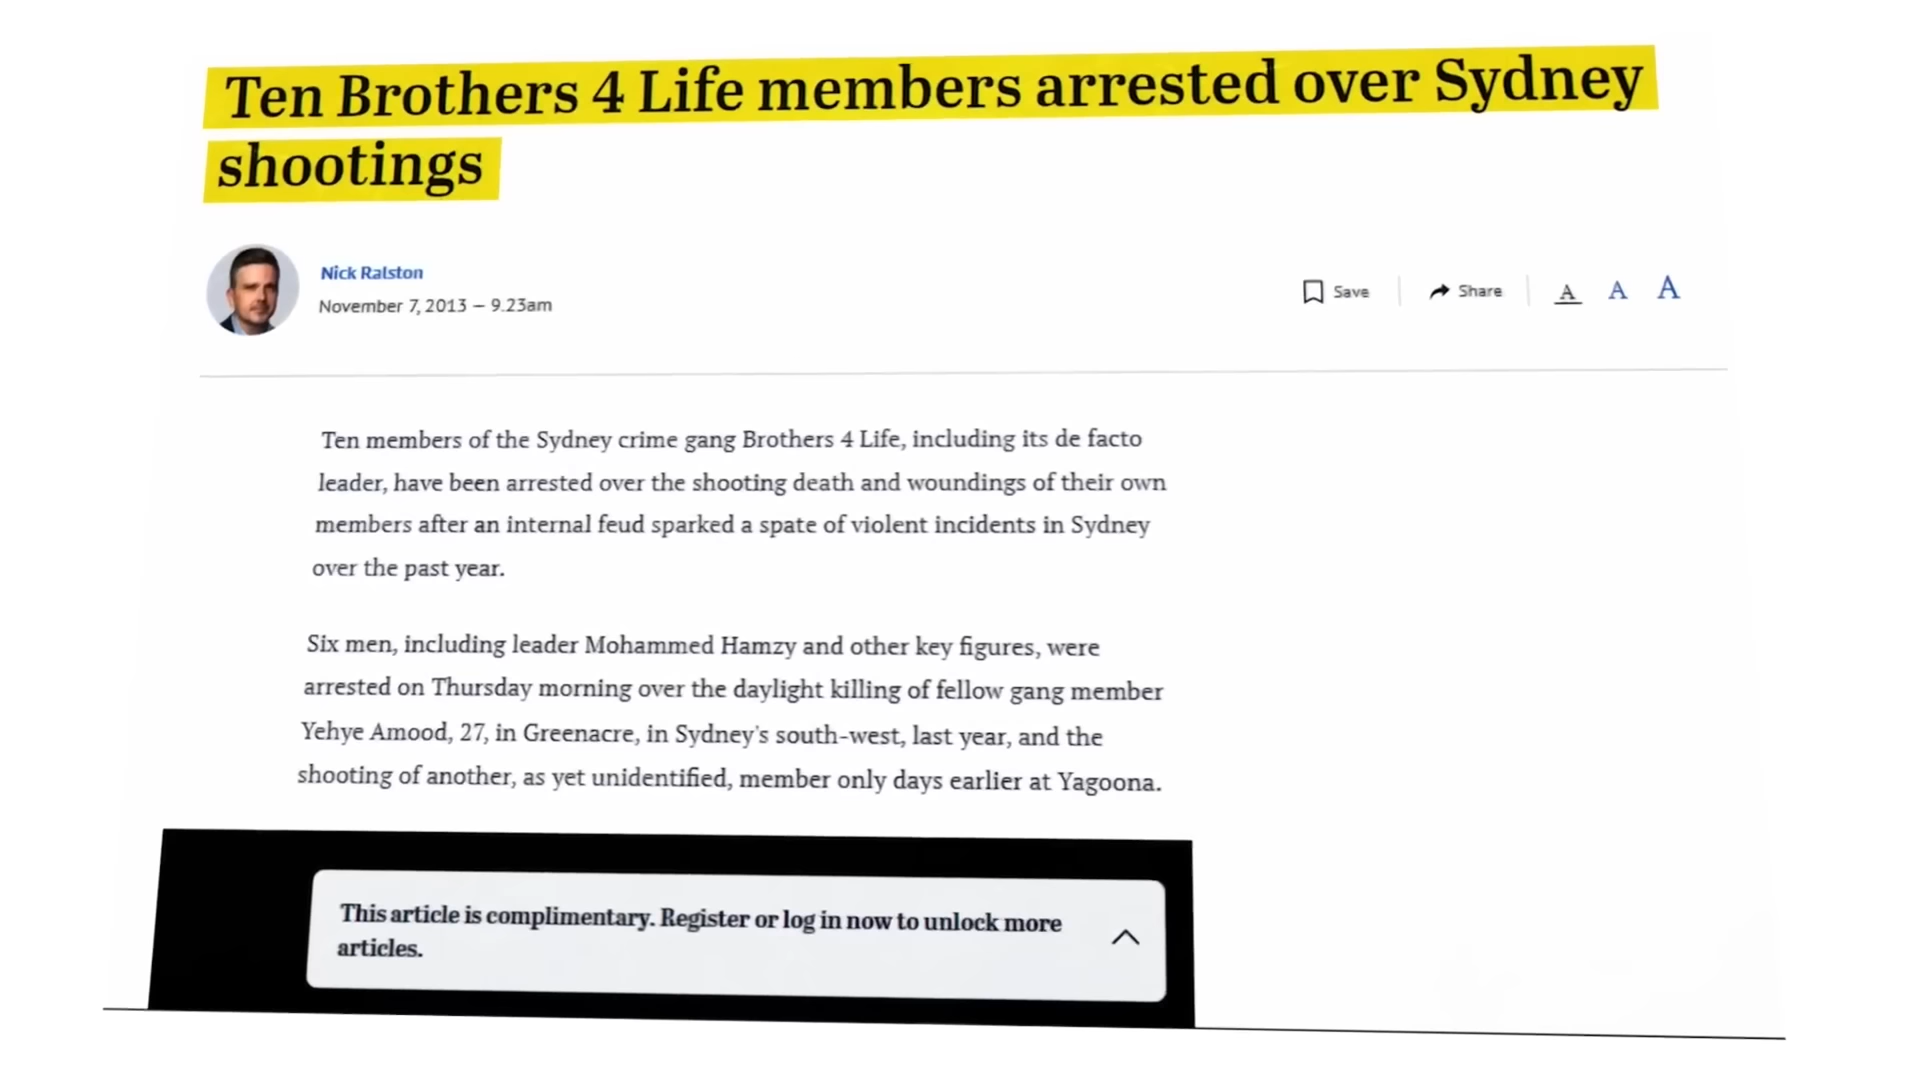 Ten Brothers 4 Life members arrested over Sydney
shootings
Nick Ralston
November 7, 2013 – 9.23am
Save
Share
A
A
A
Ten members of the Sydney crime gang Brothers 4 Life, including its de facto
leader, have been arrested over the shooting death and woundings of their own
members after an internal feud sparked a spate of violent incidents in Sydney
over the past year.
Six men, including leader Mohammed Hamzy and other key figures, were
arrested on Thursday morning over the daylight killing of fellow gang member
Yehye Amood, 27, in Greenacre, in Sydney's south-west, last year, and the
shooting of another, as yet unidentified, member only days earlier at Yagoona.
This article is complimentary. Register or log in now to unlock more
articles.